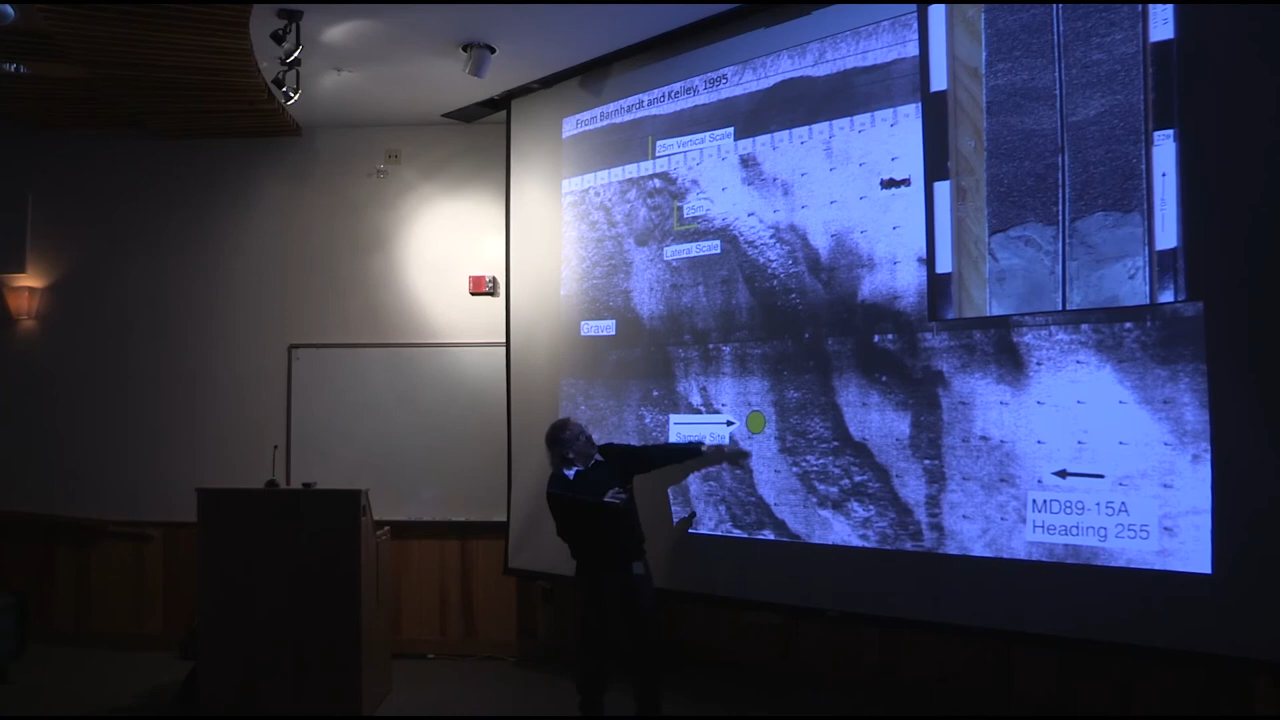 From Barnhardt and Kelley, 1995
25m Vertical Scale
25m
Lateral Scale
Gravel
Sample Site
MD89-15A
Heading 255